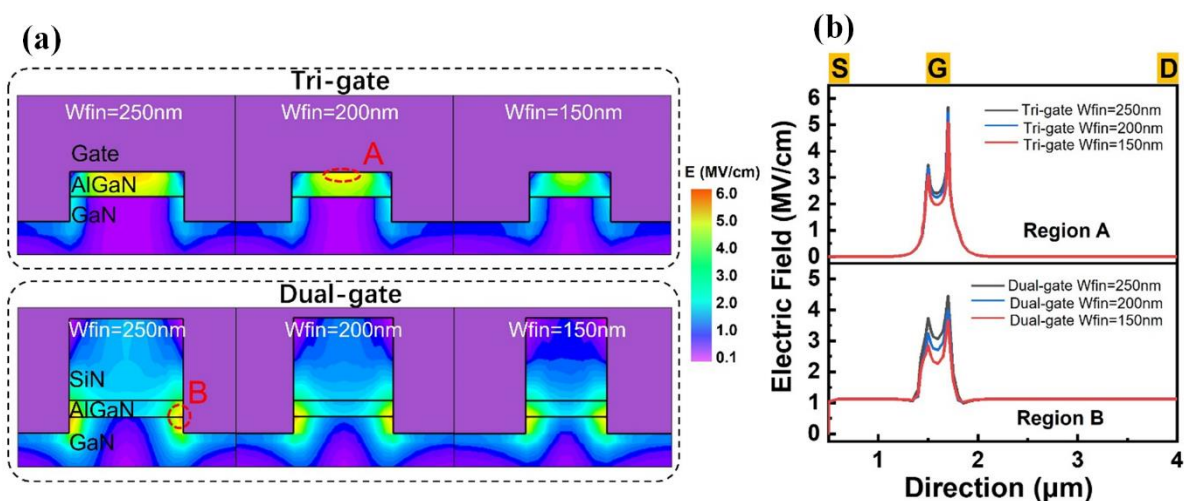 (a)
Tri-gate
Wfin=250nm
Wfin=200nm
Wfin=150nm
Gate
A
AlGaN
GaN
Dual-gate
Wfin=250nm
Wfin=200nm
Wfin=150nm
SiN
B
AlGaN
GaN
E (MV/cm)
6.0
5.0
4.0
3.0
2.0
1.0
0.1
(b)
S G D
Electric Field (MV/cm)
6
5
4
3
2
1
0
Tri-gate Wfin=250nm
Tri-gate Wfin=200nm
Tri-gate Wfin=150nm
Region A
5
4
3
2
1
0
Dual-gate Wfin=250nm
Dual-gate Wfin=200nm
Dual-gate Wfin=150nm
Region B
1 2 3 4
Direction (μm)